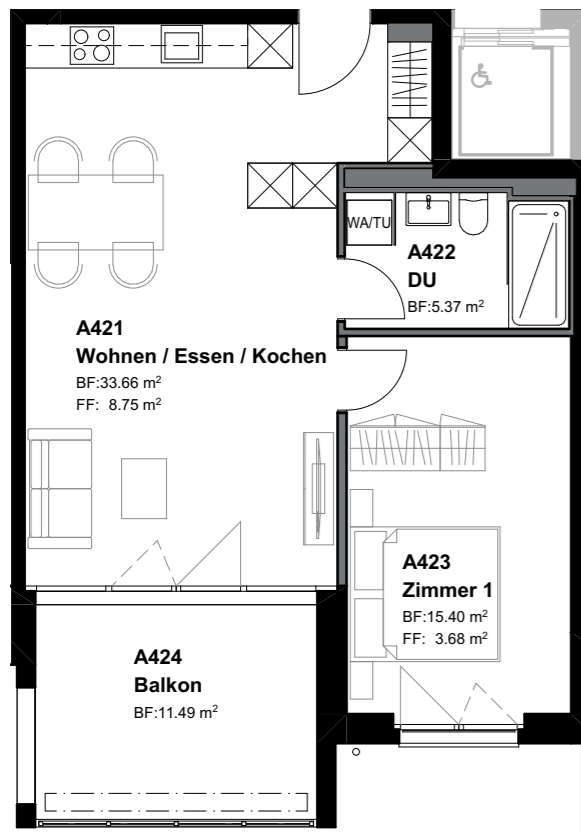 WA/TU
A422
DU
BF:5.37 m²
A421
Wohnen / Essen / Kochen
BF:33.66 m²
FF: 8.75 m²
A423
Zimmer 1
BF:15.40 m²
FF: 3.68 m²
A424
Balkon
BF:11.49 m²